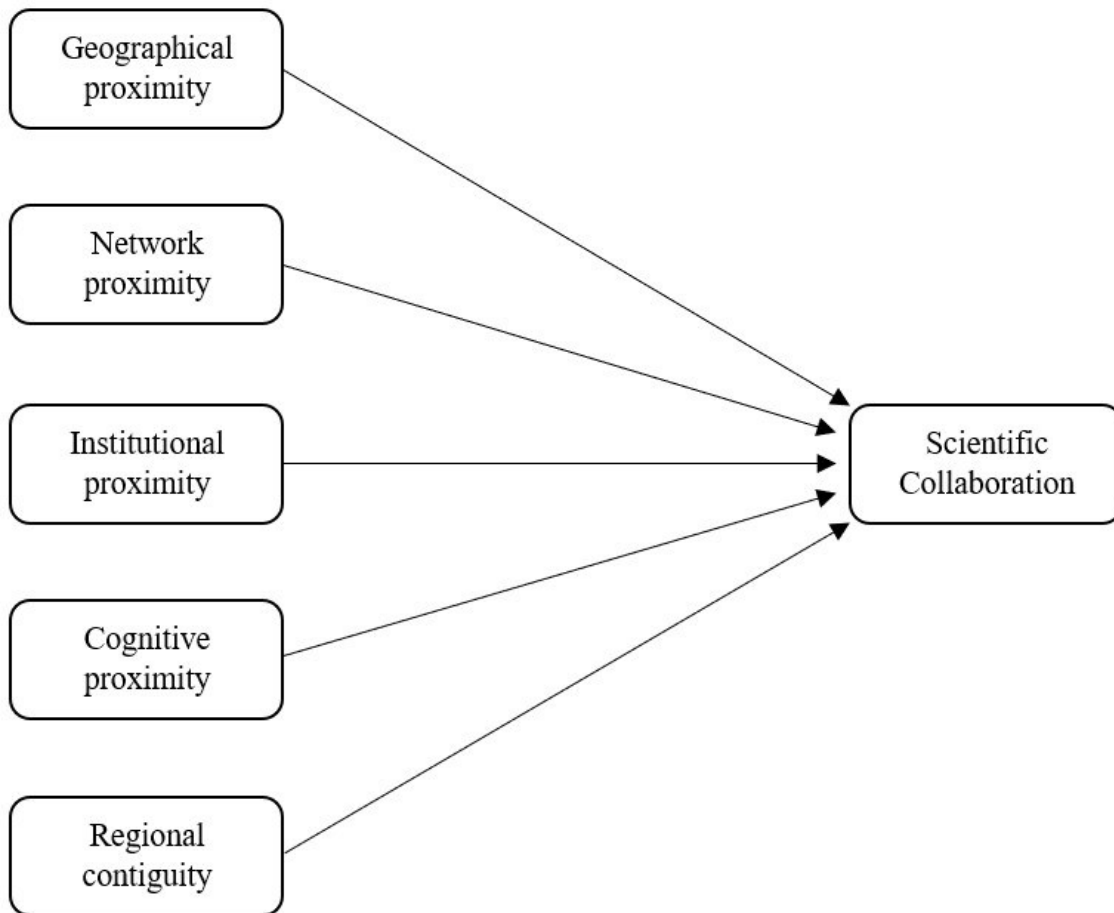 Geographical
proximity
Network
proximity
Institutional
proximity
Scientific
Collaboration
Cognitive
proximity
Regional
contiguity